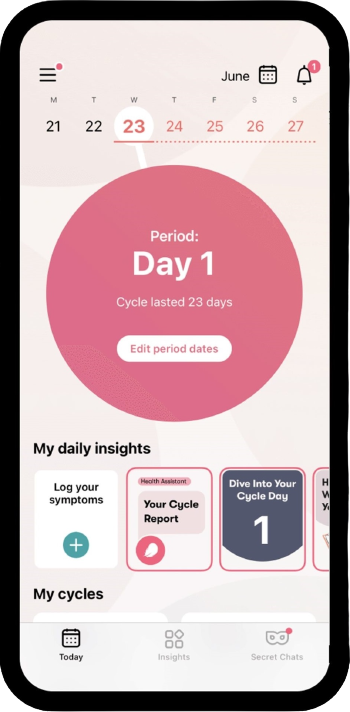 June
1
M T W T F S S
21 22 23 24 25 26 27
Period:
Day 1
Cycle lasted 23 days
Edit period dates
My daily insights
Log your
symptoms
Health Assistant
Your Cycle
Report
Dive Into Your
Cycle Day
1
My cycles
Today
Insights
Secret Chats